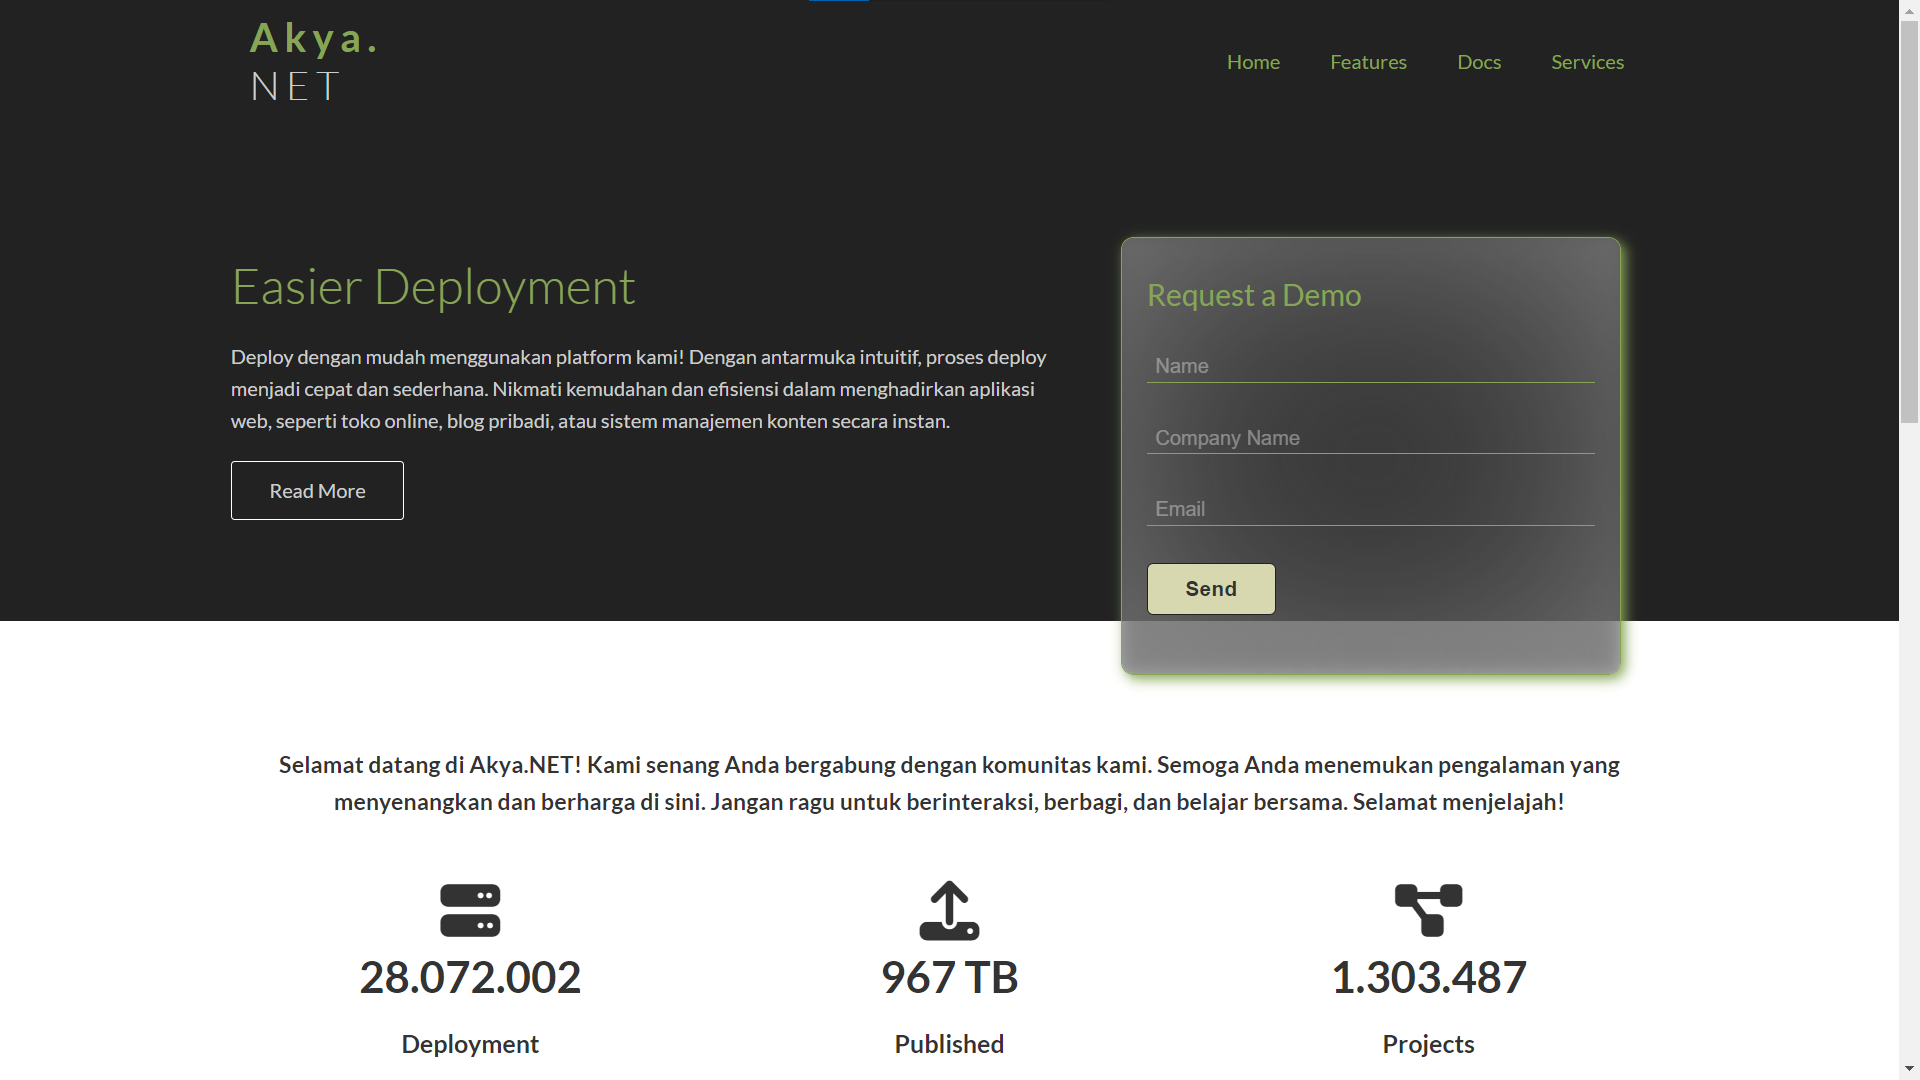 Akya.
NET
Home
Features
Docs
Services
Easier Deployment
Deploy dengan mudah menggunakan platform kami! Dengan antarmuka intuitif, proses deploy
menjadi cepat dan sederhana. Nikmati kemudahan dan efisiensi dalam menghadirkan aplikasi
web, seperti toko online, blog pribadi, atau sistem manajemen konten secara instan.
Read More
Request a Demo
Name
Company Name
Email
Send
Selamat datang di Akya.NET! Kami senang Anda bergabung dengan komunitas kami. Semoga Anda menemukan pengalaman yang
menyenangkan dan berharga di sini. Jangan ragu untuk berinteraksi, berbagi, dan belajar bersama. Selamat menjelajah!
28.072.002
Deployment
967 TB
Published
1.303.487
Projects